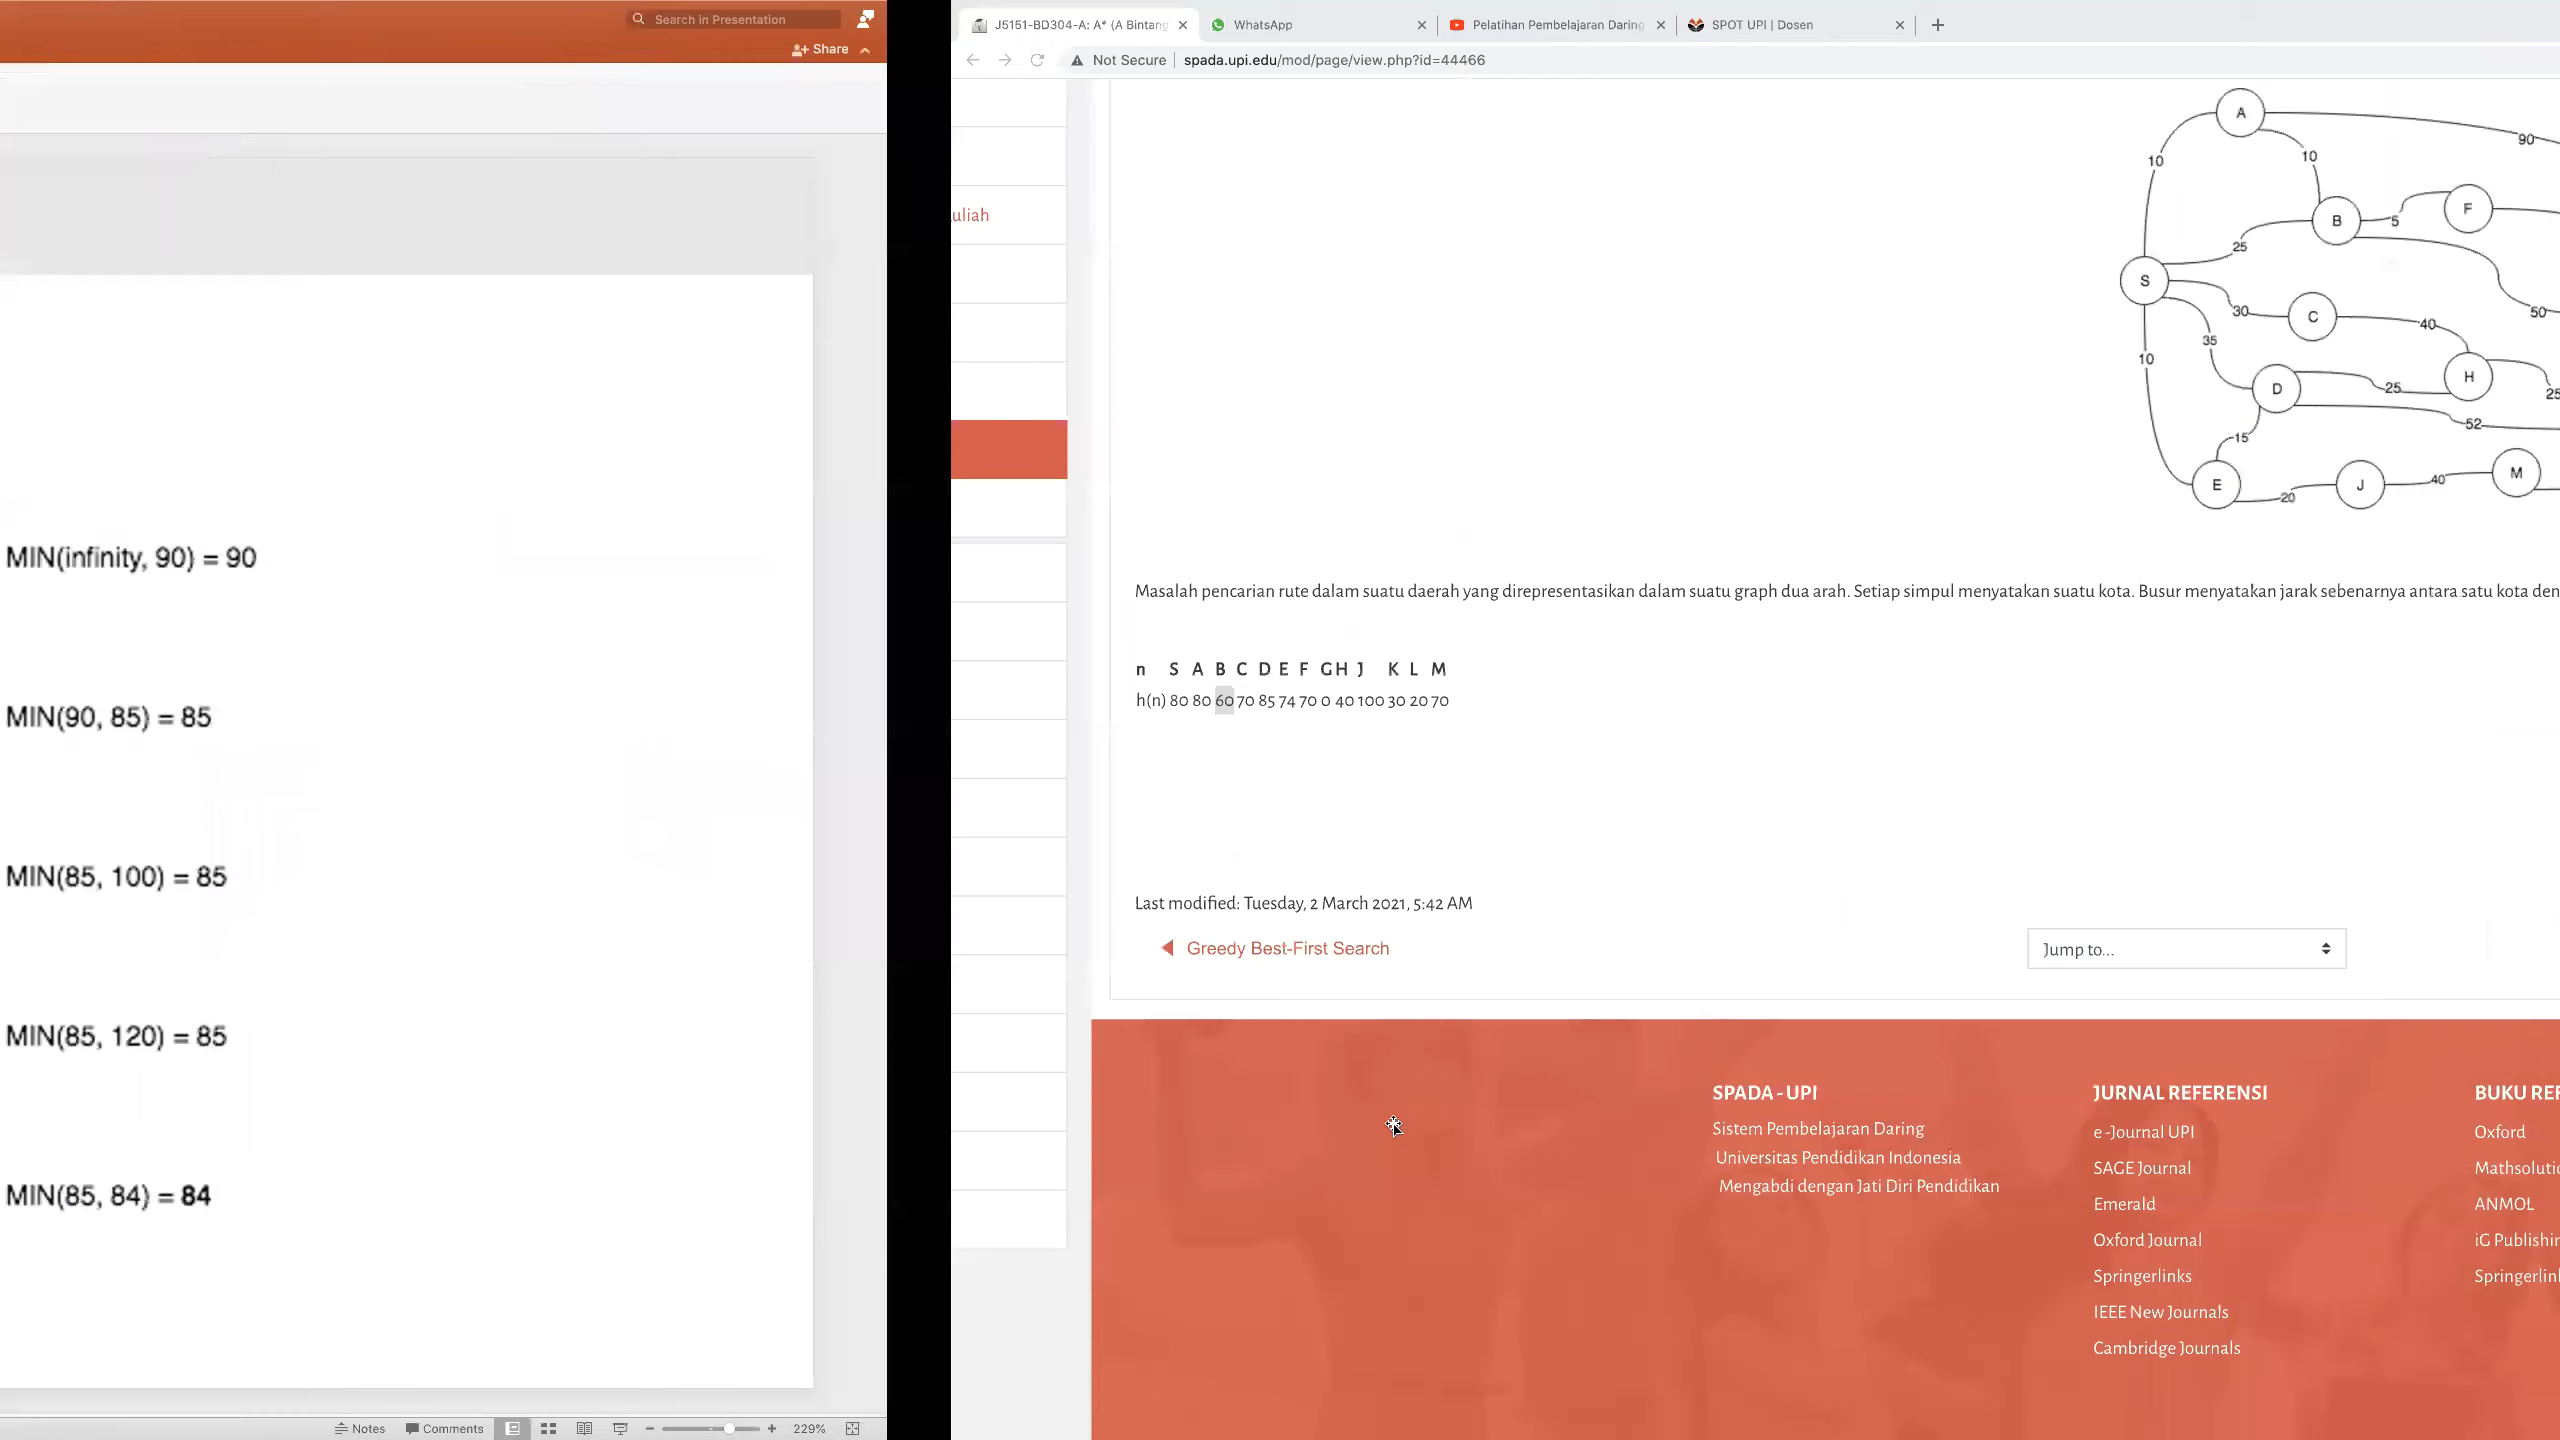 Search in Presentation
Share
MIN(infinity, 90) = 90
MIN(90, 85) = 85
MIN(85, 100) = 85
MIN(85, 120) = 85
MIN(85, 84) = 84
Notes Comments 229%
J5151-BD304-A: A* (A Bintang WhatsApp Pelatihan Pembelajaran Daring SPOT UPI | Dosen
Not Secure spada.upi.edu/mod/page/view.php?id=44466
uliah
A
90
10
10
B
5
F
25
S
50
30
C
40
35
10
D
25
H
25
52
15
E
20
J
40
M
Masalah pencarian rute dalam suatu daerah yang direpresentasikan dalam suatu graph dua arah. Setiap simpul menyatakan suatu kota. Busur menyatakan jarak sebenarnya antara satu kota den
n S A B C D E F G H J K L M
h(n) 80 80 60 70 85 74 70 0 40 100 30 20 70
Last modified: Tuesday, 2 March 2021, 5:42 AM
Greedy Best-First Search
Jump to...
SPADA - UPI
Sistem Pembelajaran Daring
Universitas Pendidikan Indonesia
Mengabdi dengan Jati Diri Pendidikan
JURNAL REFERENSI
e -Journal UPI
SAGE Journal
Emerald
Oxford Journal
Springerlinks
IEEE New Journals
Cambridge Journals
BUKU REF
Oxford
Mathsolutio
ANMOL
iG Publishin
Springerlin